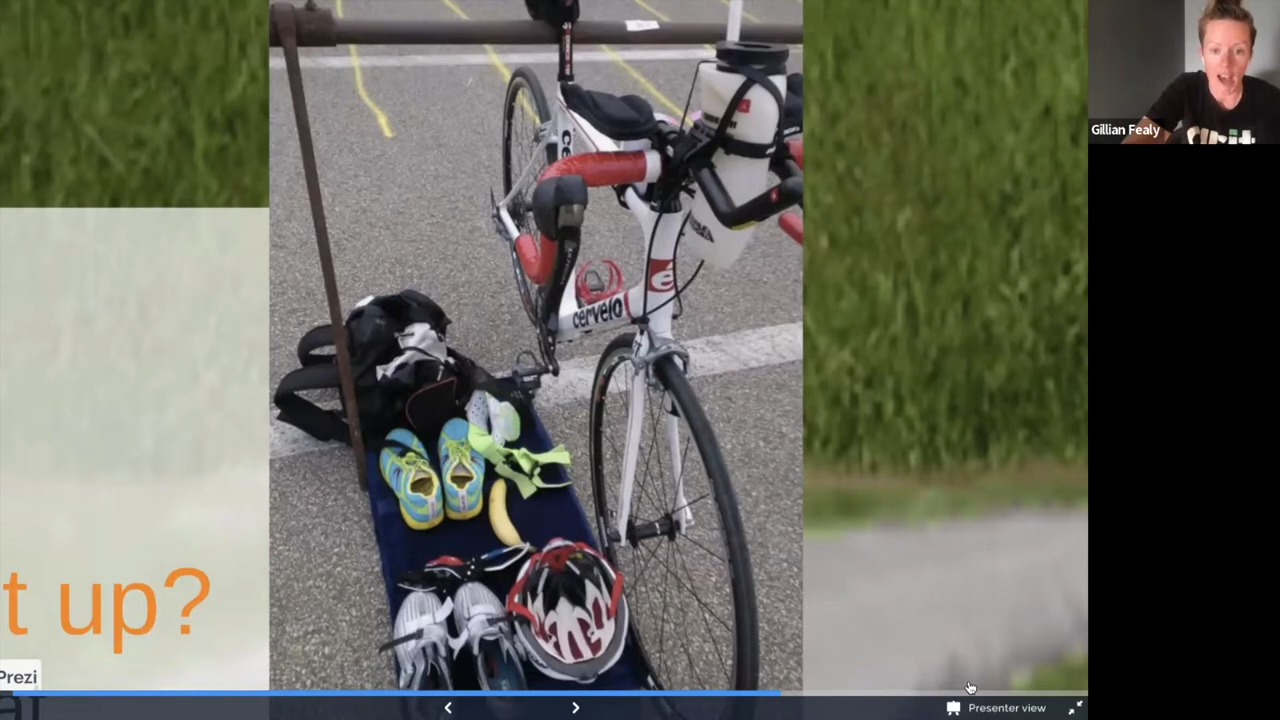 Gillian Fealy
cervelo
é
t up?
Prezi
Presenter view